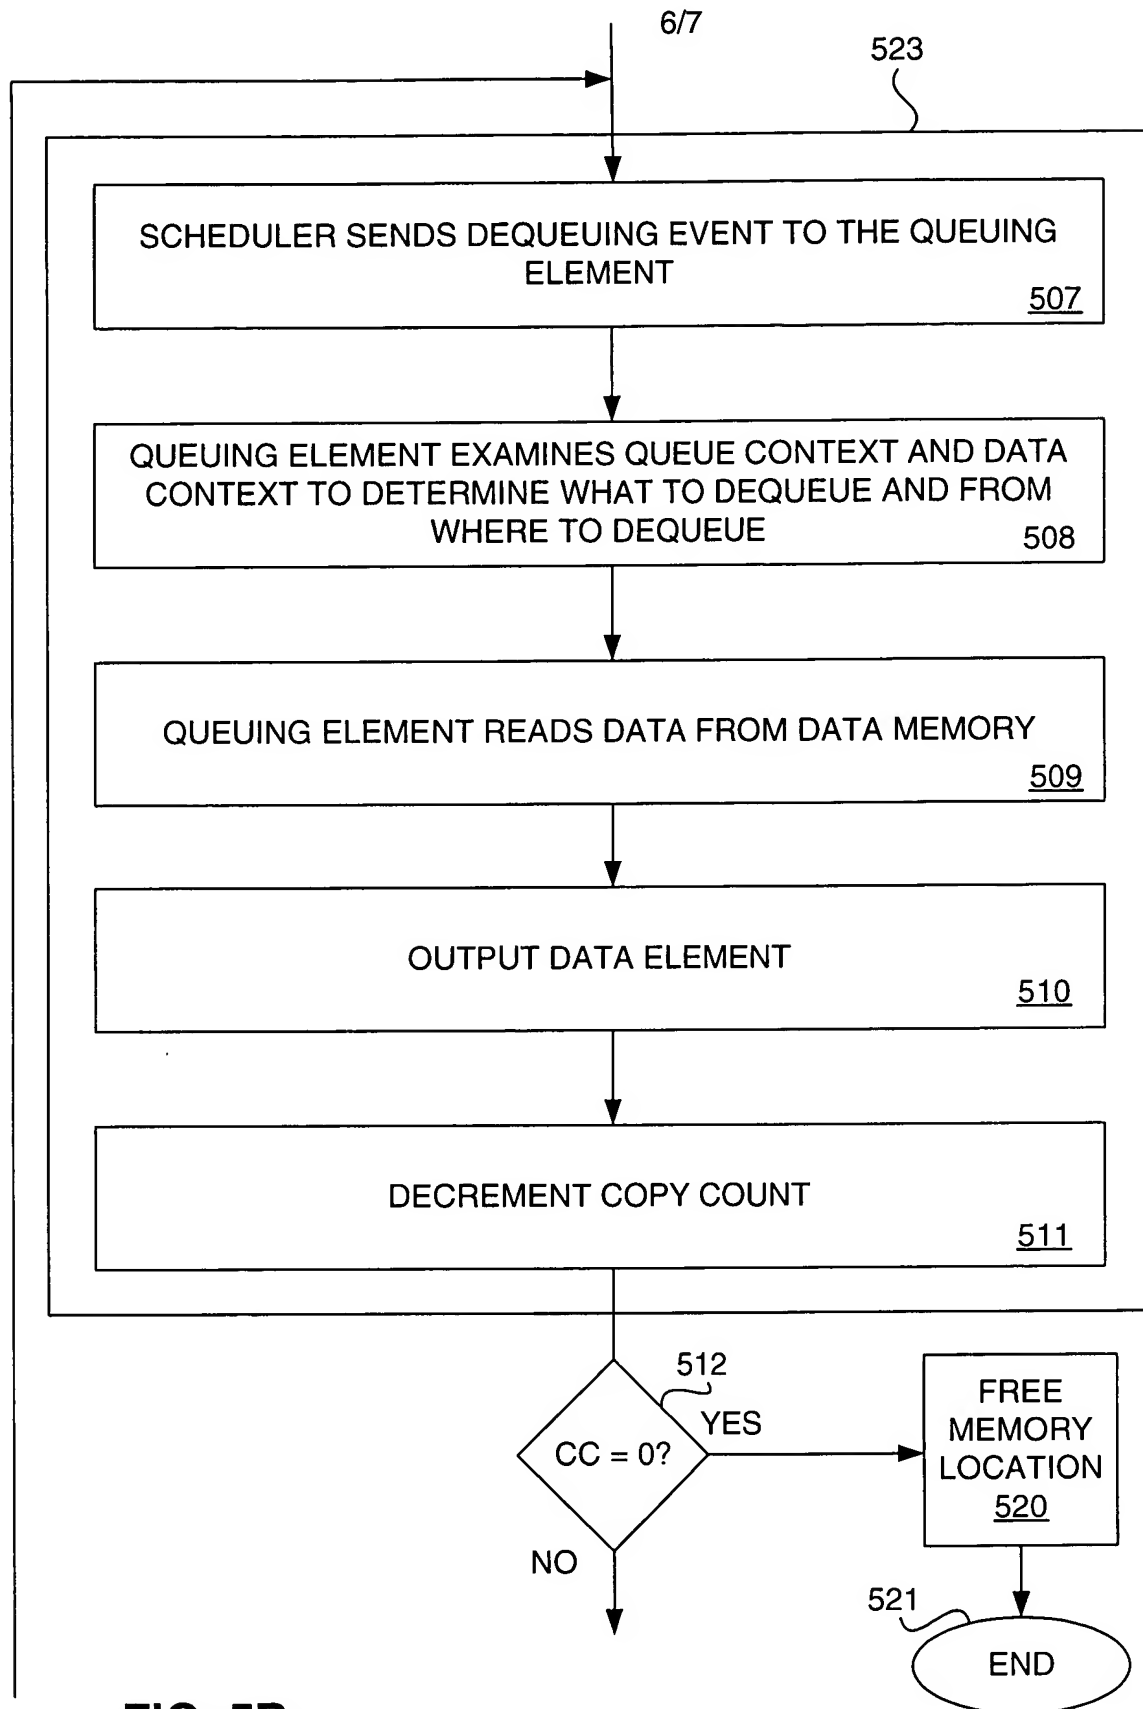 6/7
523
SCHEDULER SENDS DEQUEUING EVENT TO THE QUEUING
ELEMENT
507
QUEUING ELEMENT EXAMINES QUEUE CONTEXT AND DATA
CONTEXT TO DETERMINE WHAT TO DEQUEUE AND FROM
WHERE TO DEQUEUE
508
QUEUING ELEMENT READS DATA FROM DATA MEMORY
509
OUTPUT DATA ELEMENT
510
DECREMENT COPY COUNT
511
512
CC = 0?
YES
FREE
MEMORY
LOCATION
520
NO
521
END